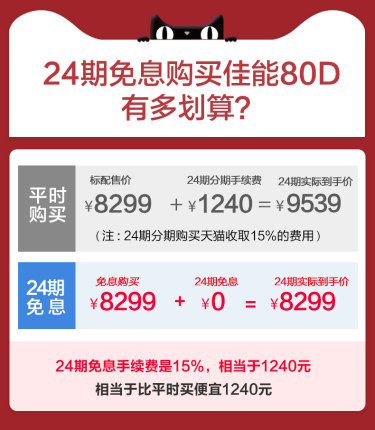 24期免息购买佳能80D
有多划算?
平时
购买
标配售价 24期分期手续费 24期实际到手价
¥8299 + ¥1240 = ¥9539
(注:24期分期购买天猫收取15%的费用)
24期
免息
免息购买 24期免息 24期实际到手价
¥8299 + ¥0 = ¥8299
24期免息手续费是15%,相当于1240元
相当于比平时买便宜1240元